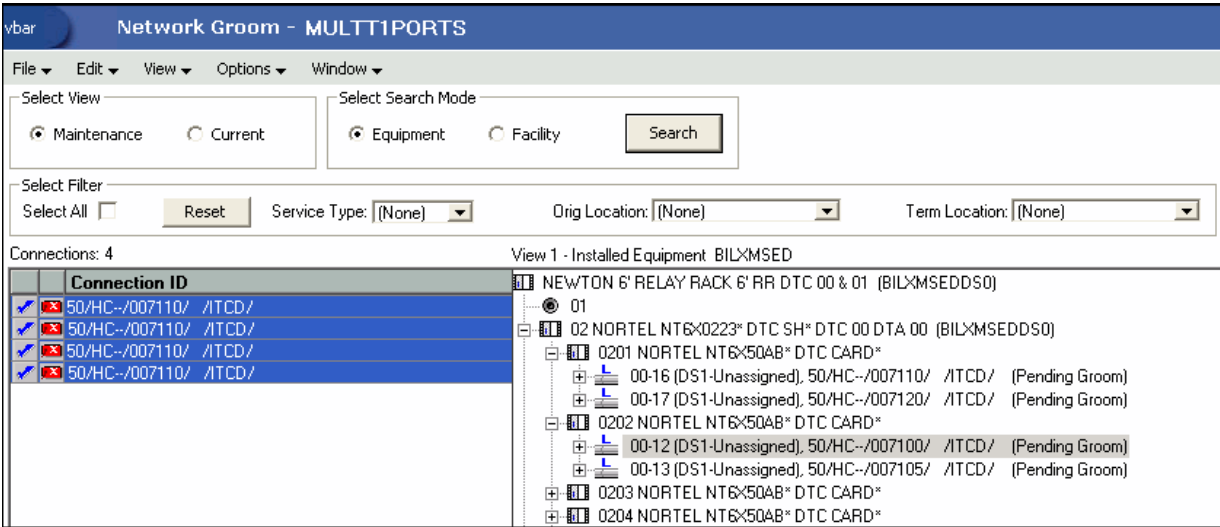 vbar Network Groom - MULTT1PORTS
File Edit View Options Window
Select View
Select Search Mode
Maintenance Current
Equipment Facility Search
Select Filter
Select All Reset Service Type: (None) Orig Location: (None) Term Location: (None)
Connections: 4
View 1 - Installed Equipment BILXMSED
Connection ID
50/HC--/007110/ /ITCD/
50/HC--/007110/ /ITCD/
50/HC--/007110/ /ITCD/
50/HC--/007110/ /ITCD/
NEWTON 6' RELAY RACK 6' RR DTC 00 & 01 (BILXMSEDDS0)
01
02 NORTEL NT6X0223* DTC SH* DTC 00 DTA 00 (BILXMSEDDS0)
0201 NORTEL NT6X50AB* DTC CARD*
00-16 (DS1-Unassigned), 50/HC--/007110/ /ITCD/ (Pending Groom)
00-17 (DS1-Unassigned), 50/HC--/007120/ /ITCD/ (Pending Groom)
0202 NORTEL NT6X50AB* DTC CARD*
00-12 (DS1-Unassigned), 50/HC--/007100/ /ITCD/ (Pending Groom)
00-13 (DS1-Unassigned), 50/HC--/007105/ /ITCD/ (Pending Groom)
0203 NORTEL NT6X50AB* DTC CARD*
0204 NORTEL NT6X50AB* DTC CARD*